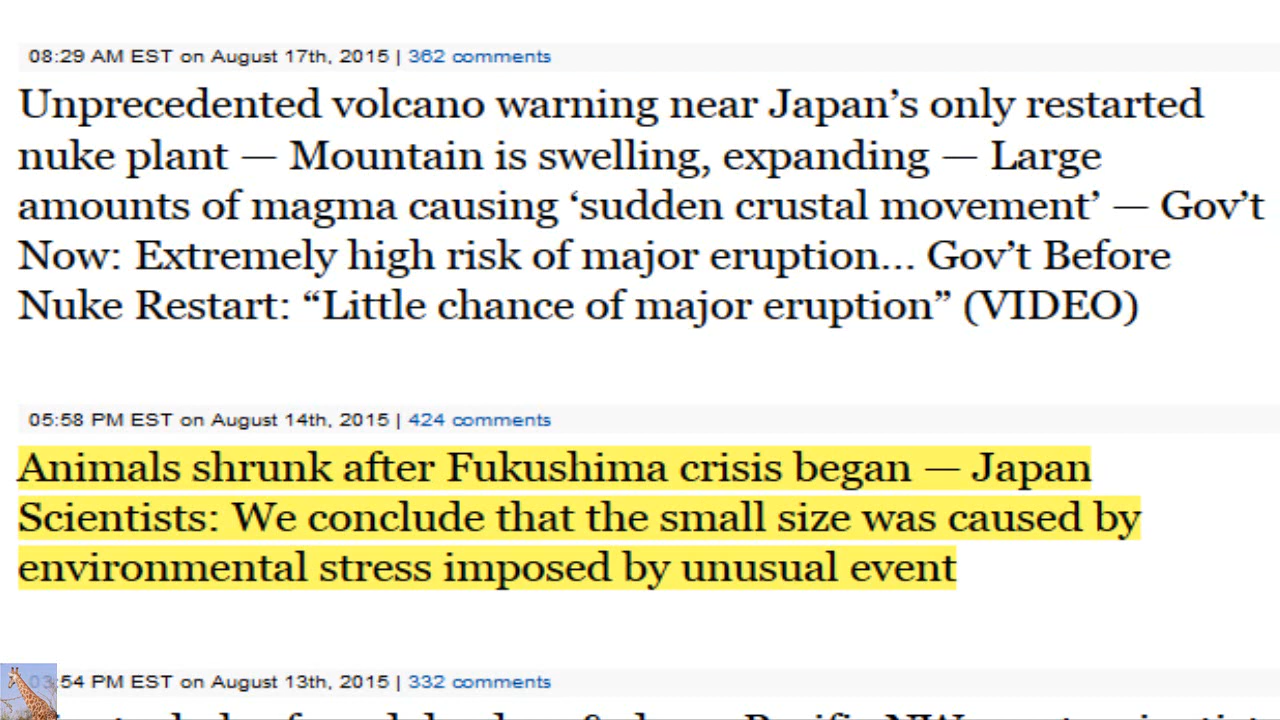 08:29 AM EST on August 17th, 2015 | 362 comments
Unprecedented volcano warning near Japan’s only restarted
nuke plant — Mountain is swelling, expanding — Large
amounts of magma causing ‘sudden crustal movement’ — Gov’t
Now: Extremely high risk of major eruption… Gov’t Before
Nuke Restart: “Little chance of major eruption” (VIDEO)
05:58 PM EST on August 14th, 2015 | 424 comments
Animals shrunk after Fukushima crisis began — Japan
Scientists: We conclude that the small size was caused by
environmental stress imposed by unusual event
03:54 PM EST on August 13th, 2015 | 332 comments